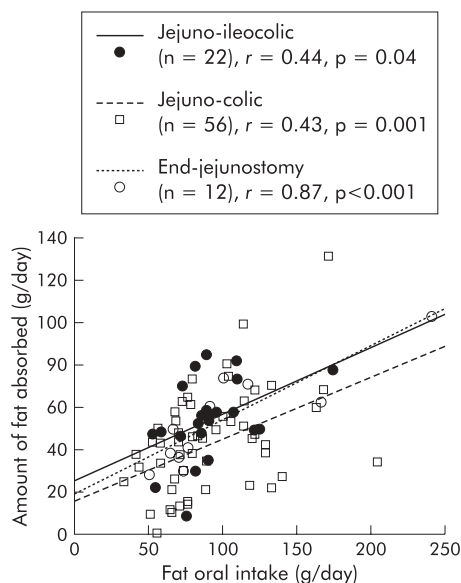 Jejuno-ileocolic
(n = 22), r = 0.44, p = 0.04
Jejuno-colic
(n = 56), r = 0.43, p = 0.001
End-jejunostomy
(n = 12), r = 0.87, p<0.001
140
120
100
90
60
40
20
0
Amount of fat absorbed (g/day)
0 50 100 150 200 250
Fat oral intake (g/day)